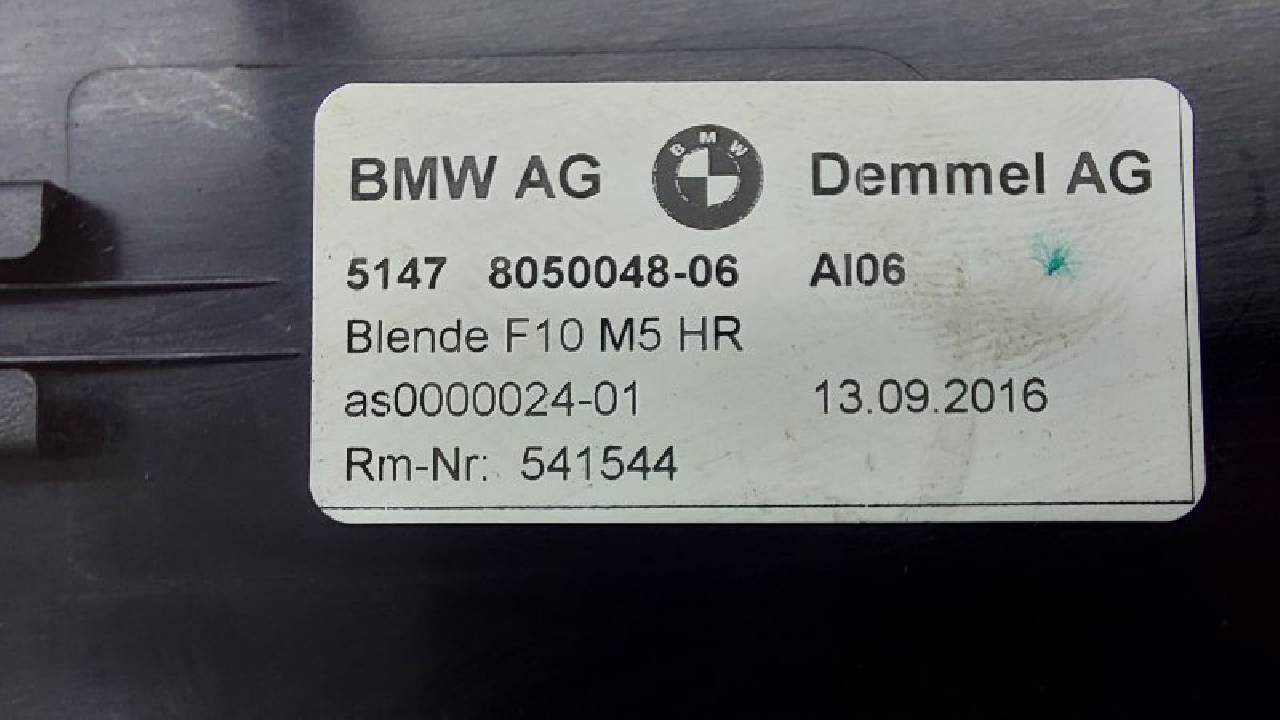 BMW AG BMW Demmel AG
5147 8050048-06 AI06
Blende F10 M5 HR
as0000024-01 13.09.2016
Rm-Nr: 541544